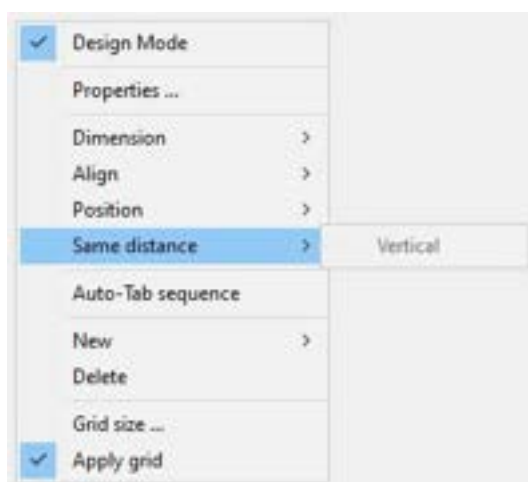 Design Mode
Properties ...
Dimension
Align
Position
Same distance
Vertical
Auto-Tab sequence
New
Delete
Grid size ...
Apply grid